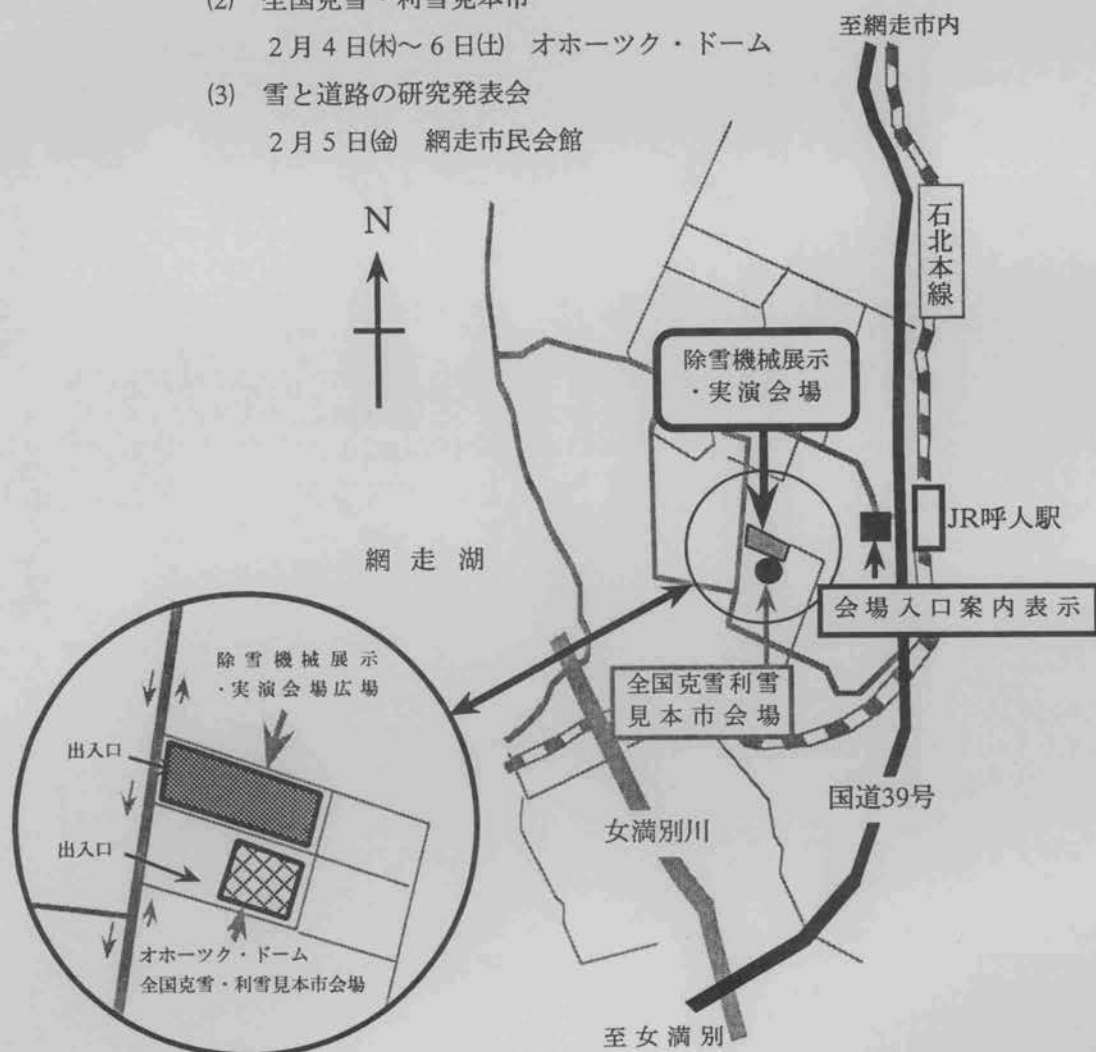 ⑵　全国克雪・利雪見本市
2月4日㈭～6日㈯　オホーツク・ドーム
⑶　雪と道路の研究発表会
2月5日㈮　網走市民会館
至網走市内
N
石北本線
除雪機械展示
・実演会場
JR呼人駅
網走湖
会場入口案内表示
全国克雪利雪
見本市会場
国道39号
女満別川
至女満別
除雪機械展示
・実演会場広場
出入口
出入口
オホーツク・ドーム
全国克雪・利雪見本市会場